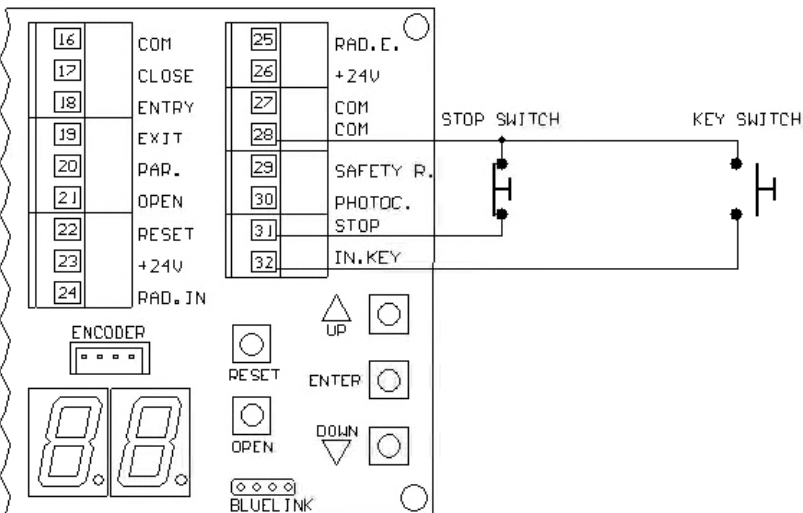 16 COM
17 CLOSE
18 ENTRY
19 EXIT
20 PAR.
21 OPEN
22 RESET
23 +24V
24 RAD.IN
25 RAD.E.
26 +24V
27 COM
28 COM
29 SAFETY R.
30 PHOTOC.
31 STOP
32 IN.KEY
STOP SWITCH
KEY SWITCH
ENCODER
88
RESET
OPEN
UP
ENTER
DOWN
BLUELINK